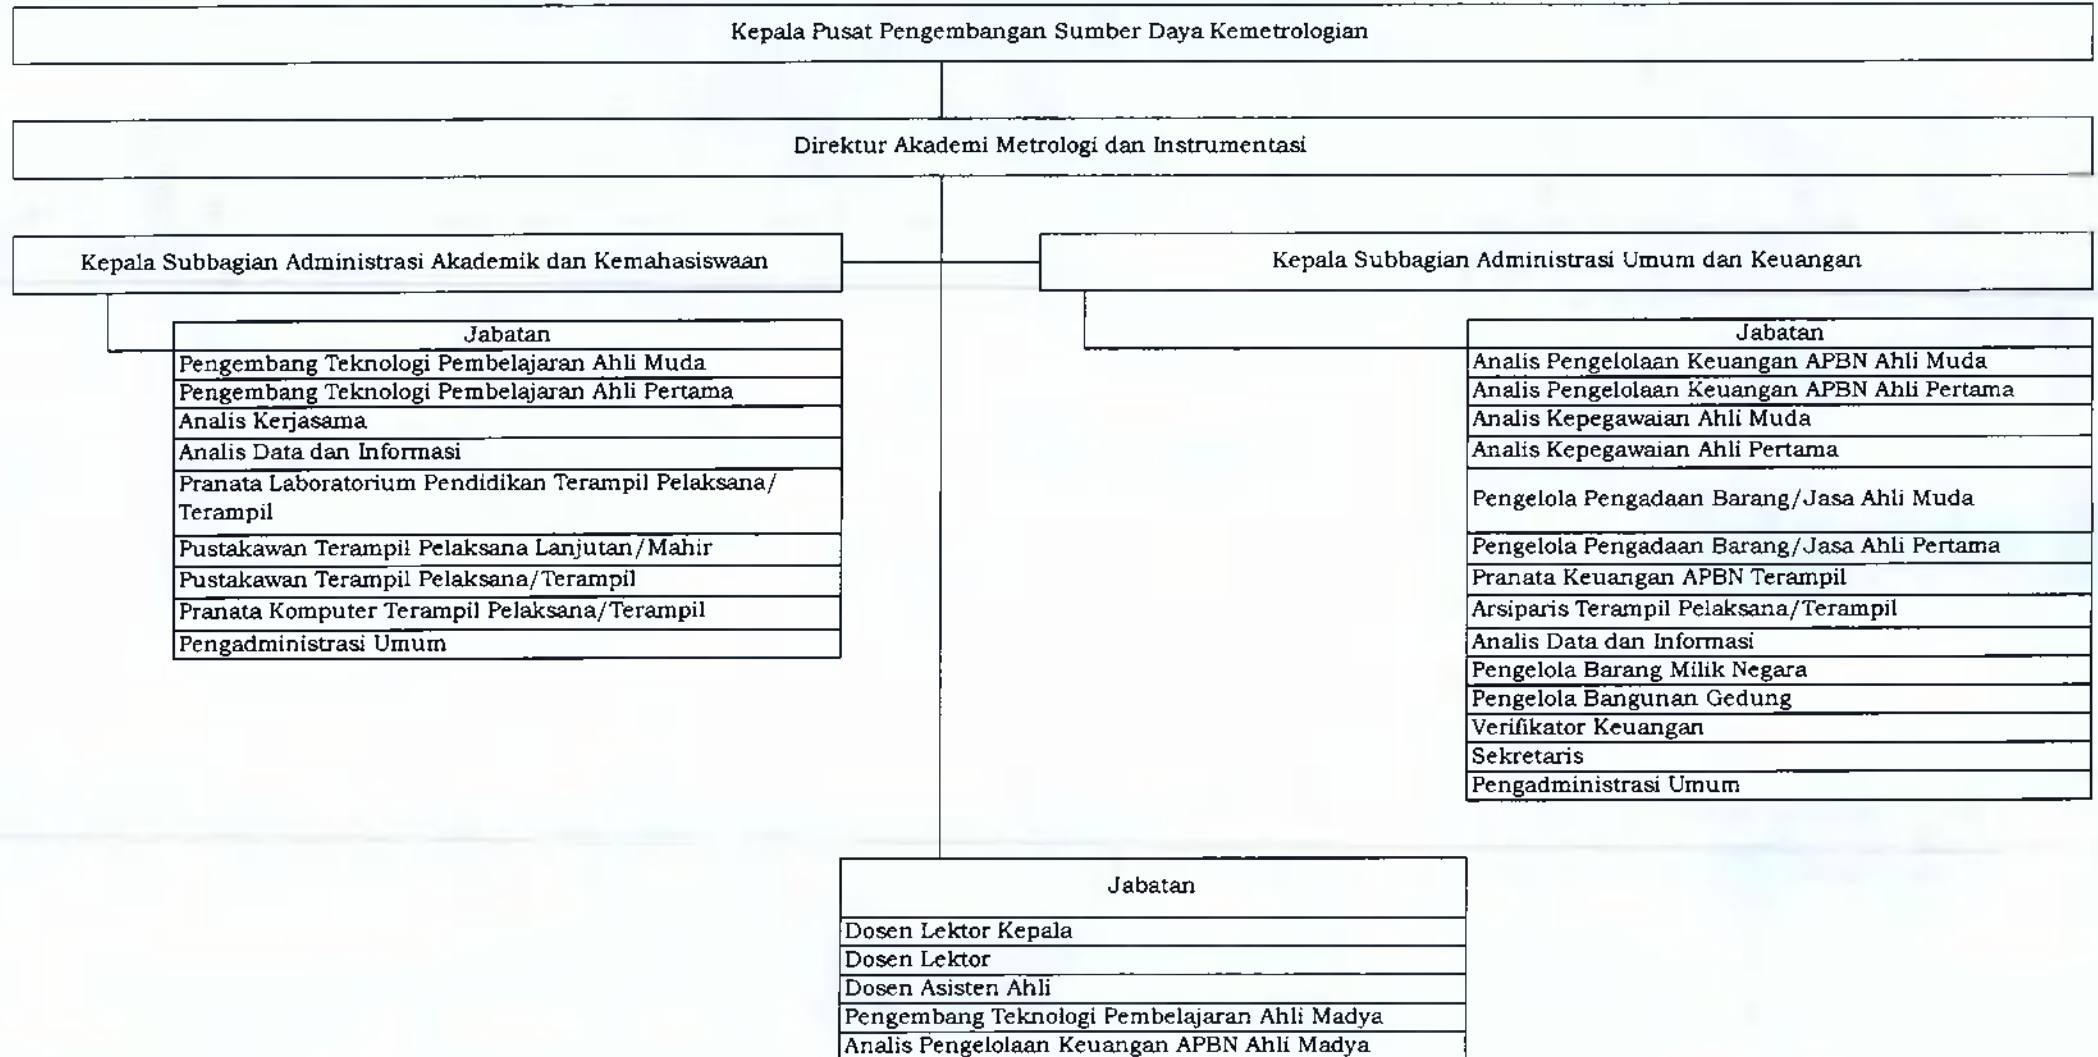 Kepala Pusat Pengembangan Sumber Daya Kemetrologian
Direktur Akademi Metrologi dan Instrumentasi
Kepala Subbagian Administrasi Akademik dan Kemahasiswaan
Jabatan
Pengembang Teknologi Pembelajaran Ahli Muda
Pengembang Teknologi Pembelajaran Ahli Pertama
Analis Kerjasama
Analis Data dan Informasi
Pranata Laboratorium Pendidikan Terampil Pelaksana/
Terampil
Pustakawan Terampil Pelaksana Lanjutan/Mahir
Pustakawan Terampil Pelaksana/Terampil
Pranata Komputer Terampil Pelaksana/Terampil
Pengadministrasi Umum
Kepala Subbagian Administrasi Umum dan Keuangan
Jabatan
Analis Pengelolaan Keuangan APBN Ahli Muda
Analis Pengelolaan Keuangan APBN Ahli Pertama
Analis Kepegawaian Ahli Muda
Analis Kepegawaian Ahli Pertama
Pengelola Pengadaan Barang/Jasa Ahli Muda
Pengelola Pengadaan Barang/Jasa Ahli Pertama
Pranata Keuangan APBN Terampil
Arsiparis Terampil Pelaksana/Terampil
Analis Data dan Informasi
Pengelola Barang Milik Negara
Pengelola Bangunan Gedung
Verifikator Keuangan
Sekretaris
Pengadministrasi Umum
Jabatan
Dosen Lektor Kepala
Dosen Lektor
Dosen Asisten Ahli
Pengembang Teknologi Pembelajaran Ahli Madya
Analis Pengelolaan Keuangan APBN Ahli Madya